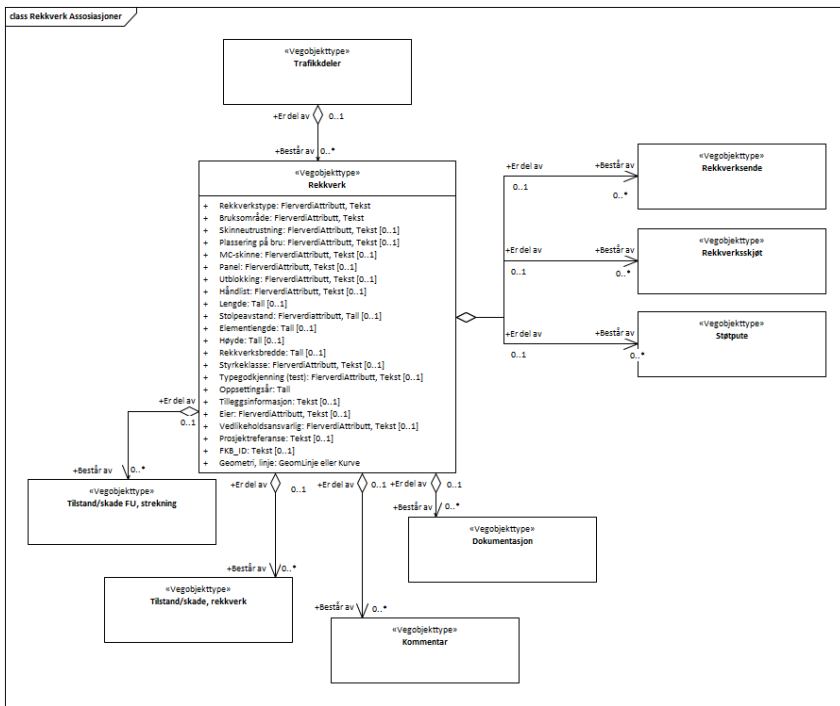 class Rekkverk Assosiasjoner
«Vegobjekttype»
Trafikkdeler
+Er del av
0..1
+Består av
0..*
«Vegobjekttype»
Rekkverk
+ Rekkverkstype: FlerverdiAttributt, Tekst
+ Bruksområde: FlerverdiAttributt, Tekst
+ Skinneutrustning: FlerverdiAttributt, Tekst [0..1]
+ Plassering på bru: FlerverdiAttributt, Tekst [0..1]
+ MC-skinne: FlerverdiAttributt, Tekst [0..1]
+ Panel: FlerverdiAttributt, Tekst [0..1]
+ Utblokking: FlerverdiAttributt, Tekst [0..1]
+ Håndlist: FlerverdiAttributt, Tekst [0..1]
+ Lengde: Tall [0..1]
+ Stolpeavstand: Flerverdiattributt, Tall [0..1]
+ Elementlengde: Tall [0..1]
+ Høyde: Tall [0..1]
+ Rekkverksbredde: Tall [0..1]
+ Styrkeklasse: FlerverdiAttributt, Tekst [0..1]
+ Typegodkjenning (test): FlerverdiAttributt, Tekst [0..1]
+ Oppsettingsår: Tall
+ Tilleggsinformasjon: Tekst [0..1]
+ Eier: FlerverdiAttributt, Tekst [0..1]
+ Vedlikeholdsansvarlig: FlerverdiAttributt, Tekst [0..1]
+ Prosjektreferanse: Tekst [0..1]
+ FKB_ID: Tekst [0..1]
+ Geometri, linje: GeomLinje eller Kurve
+Er del av
0..1
+Består av
0..*
«Vegobjekttype»
Rekkverksende
+Er del av
0..1
+Består av
0..*
«Vegobjekttype»
Rekkverksskjøt
+Er del av
0..1
+Består av
0..*
«Vegobjekttype»
Støtpute
+Er del av
0..1
+Består av
0..*
«Vegobjekttype»
Tilstand/skade FU, strekning
+Er del av
0..1
+Består av
0..*
«Vegobjekttype»
Tilstand/skade, rekkverk
+Er del av
0..1
+Består av
0..*
«Vegobjekttype»
Kommentar
+Er del av
0..1
+Består av
0..*
«Vegobjekttype»
Dokumentasjon